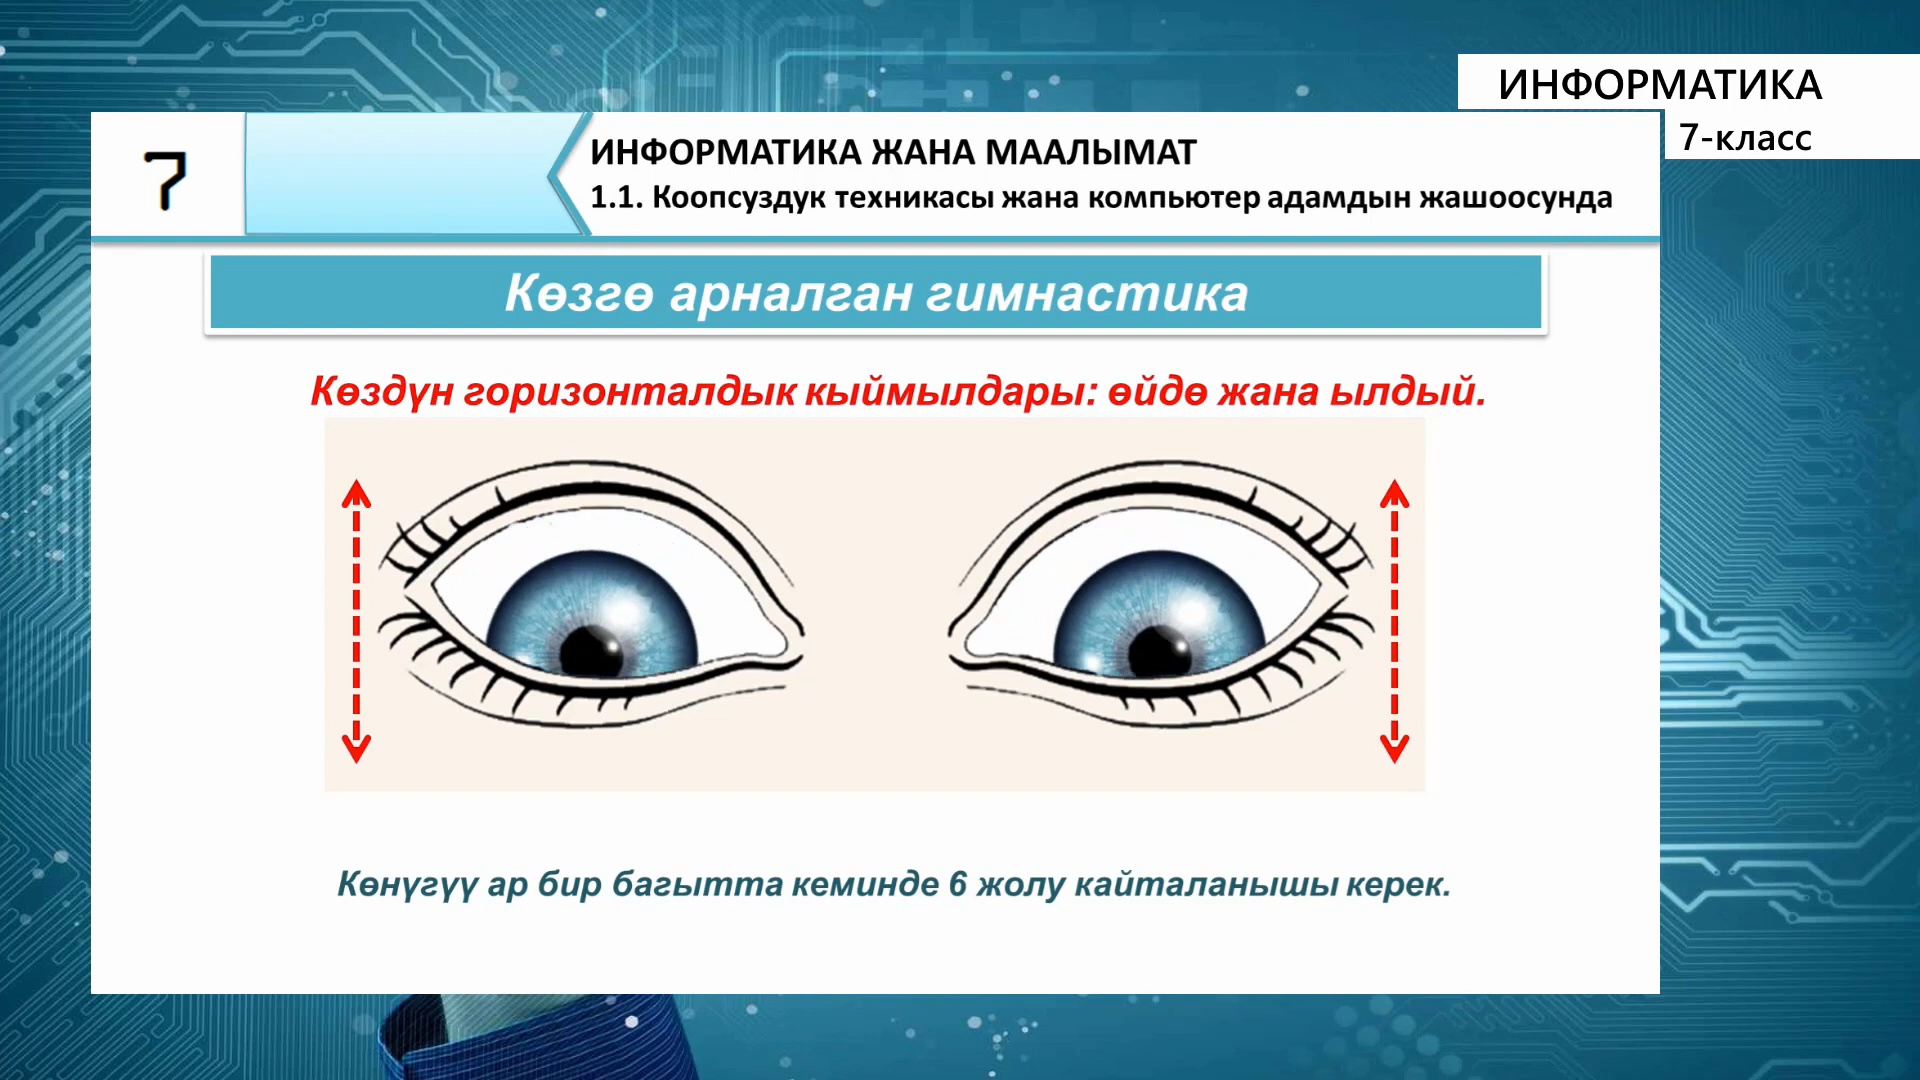 ИНФОРМАТИКА
7-класс
7
ИНФОРМАТИКА ЖАНА МААЛЫМАТ
1.1. Коопсуздук техникасы жана компьютер адамдын жашоосунда
Көзгө арналган гимнастика
Көздүн горизонталдык кыймылдары: өйдө жана ылдый.
Көнүгүү ар бир багытта кеминде 6 жолу кайталанышы керек.